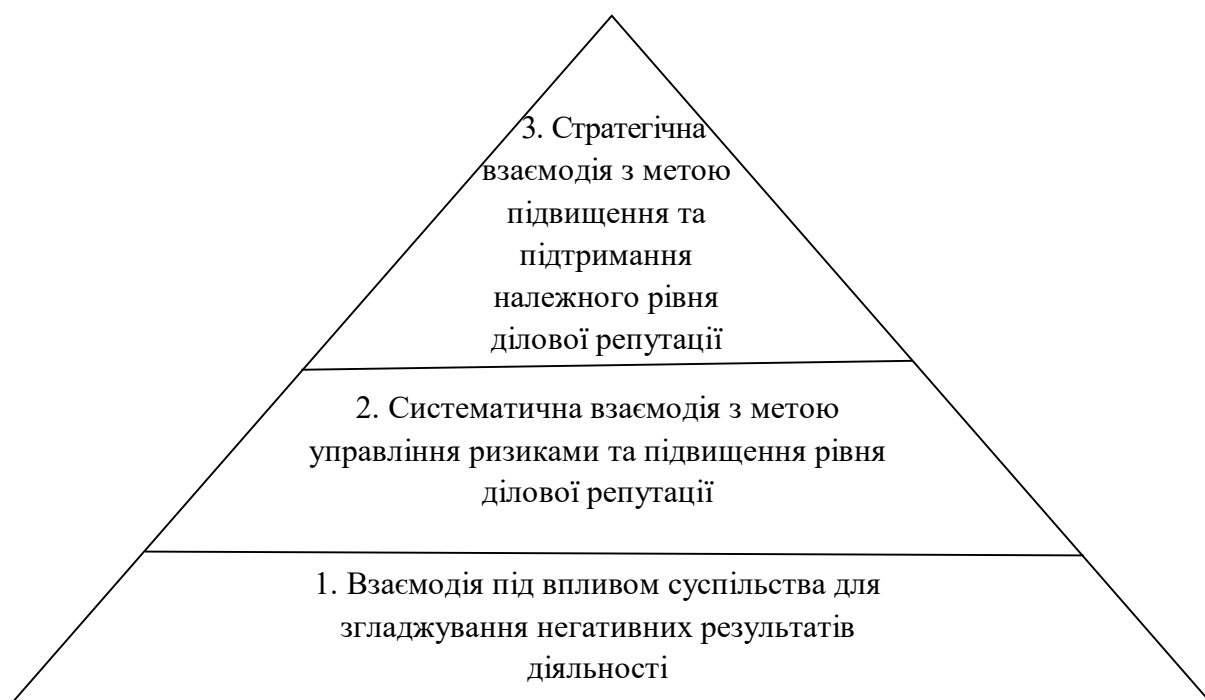 3. Стратегічна
взаємодія з метою
підвищення та
підтримання
належного рівня
ділової репутації
2. Систематична взаємодія з метою
управління ризиками та підвищення рівня
ділової репутації
1. Взаємодія під впливом суспільства для
згладжування негативних результатів
діяльності